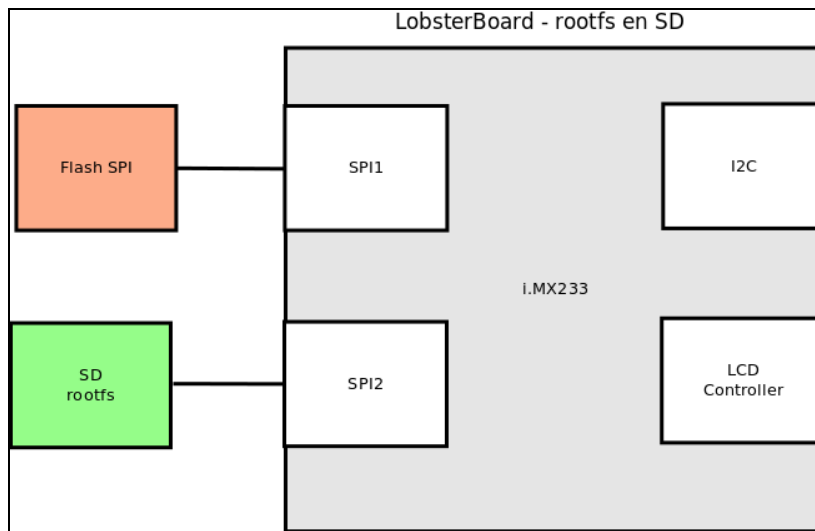 LobsterBoard - rootfs en SD
Flash SPI
SPI1
I2C
i.MX233
SD
rootfs
SPI2
LCD
Controller